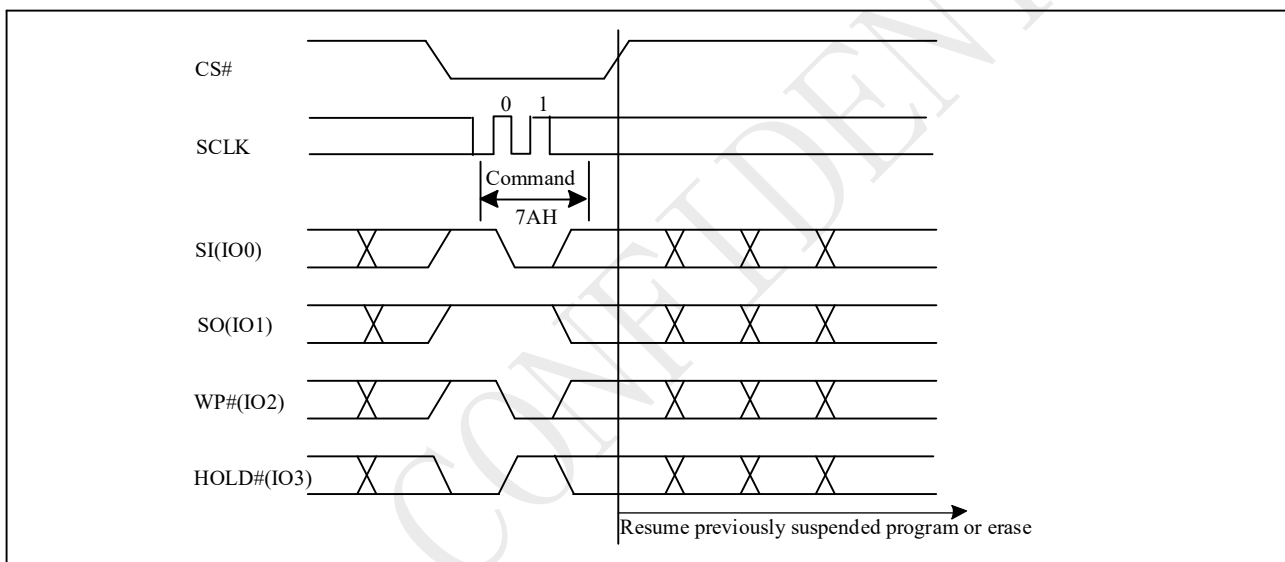 CS#
0 1
SCLK
Command
7AH
SI(IO0)
SO(IO1)
WP#(IO2)
HOLD#(IO3)
Resume previously suspended program or erase
CONFIDEN